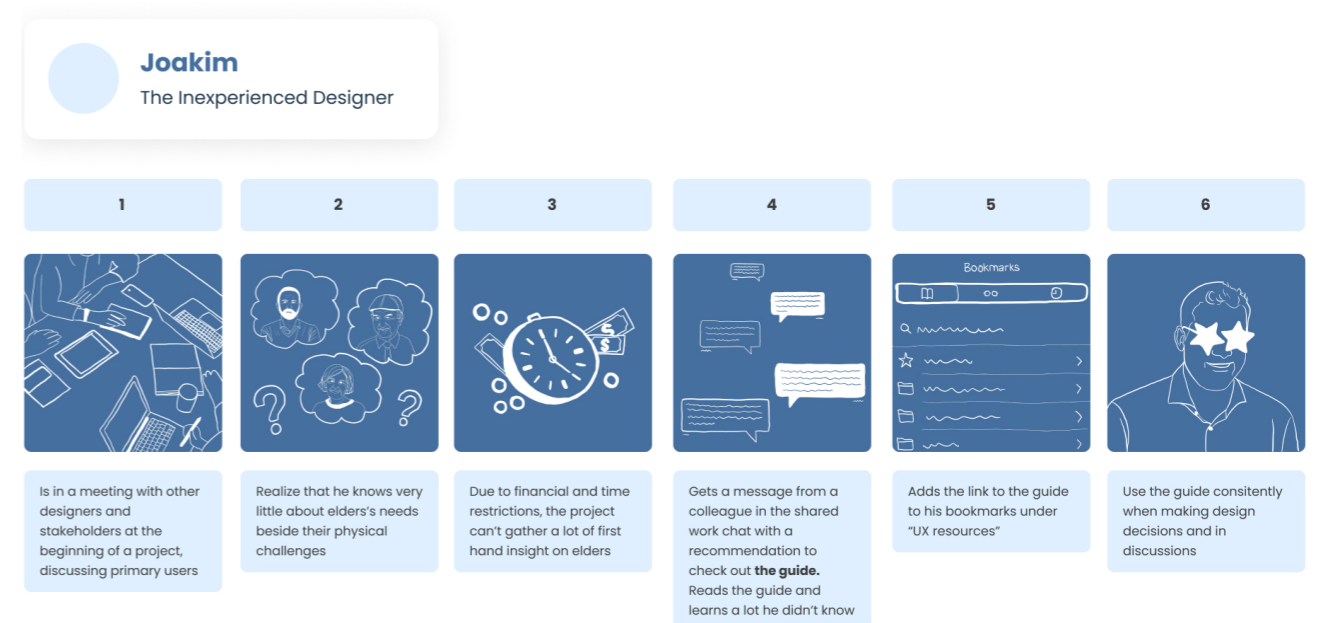 Joakim
The Inexperienced Designer
1
2
3
4
5
6
$
$
Bookmarks
Is in a meeting with other
designers and
stakeholders at the
beginning of a project,
discussing primary users
Realize that he knows very
little about elders's needs
beside their physical
challenges
Due to financial and time
restrictions, the project
can't gather a lot of first
hand insight on elders
Gets a message from a
colleague in the shared
work chat with a
recommendation to
check out the guide.
Reads the guide and
learns a lot he didn't know
Adds the link to the guide
to his bookmarks under
"UX resources"
Use the guide consitently
when making design
decisions and in
discussions